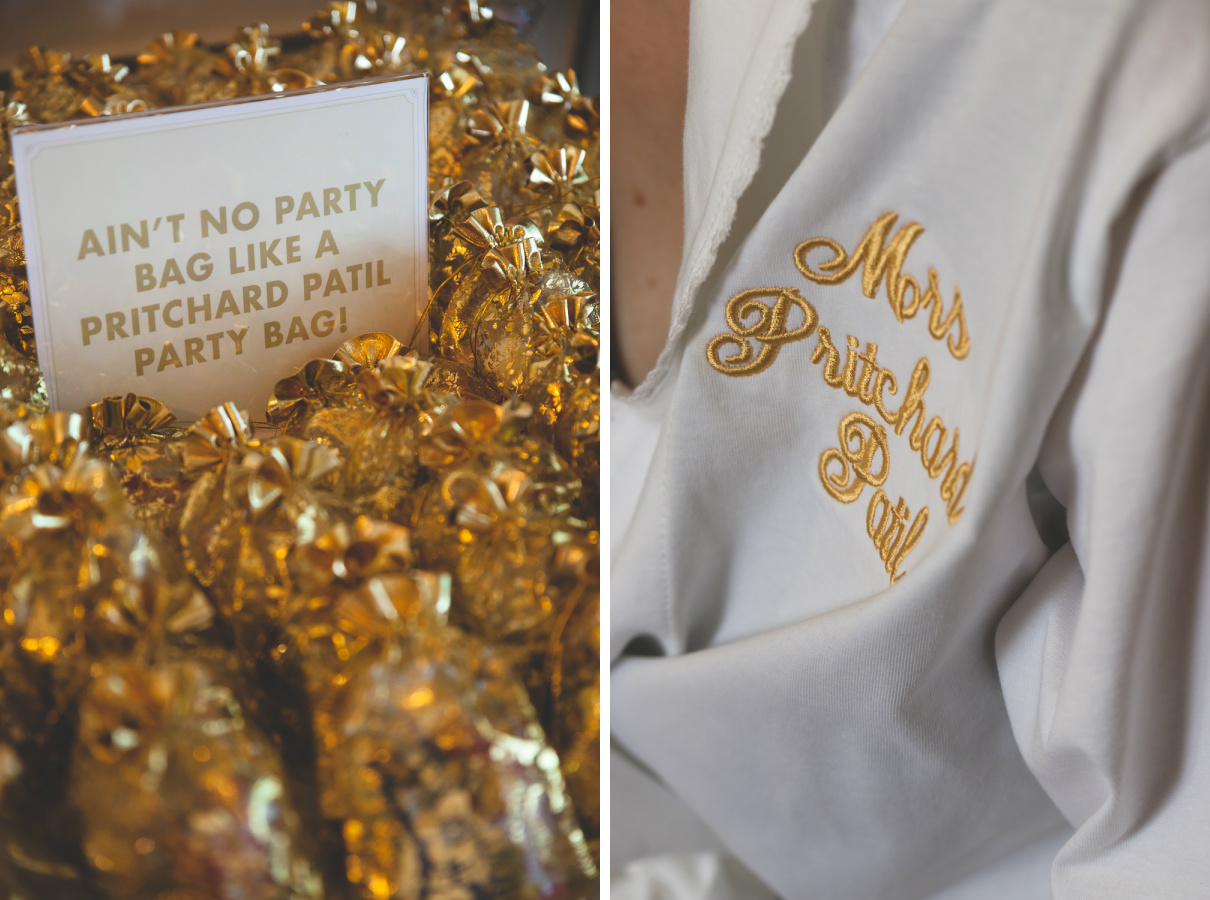 AIN'T NO PARTY
BAG LIKE A
PRITCHARD PATIL
PARTY BAG!
Mrs
Pritchard
Patil